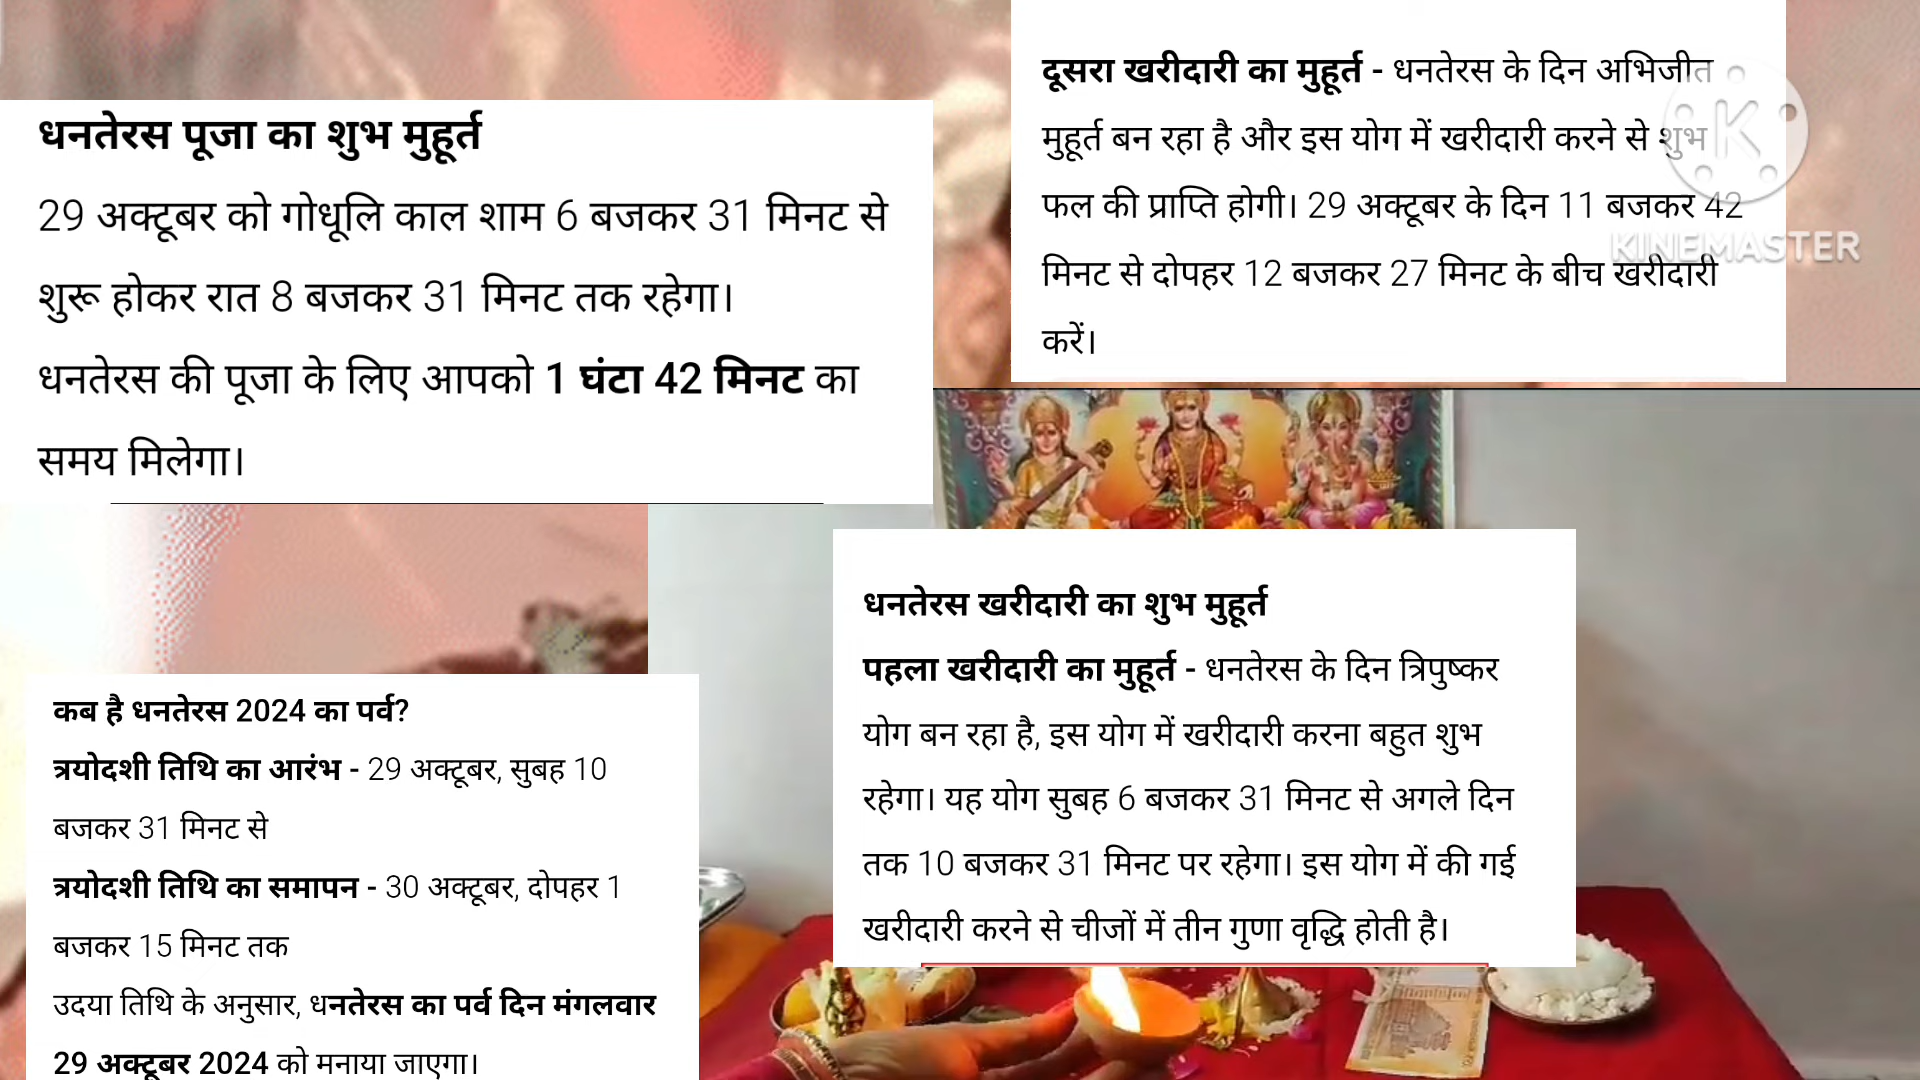 धनतेरस पूजा का शुभ मुहूर्त
29 अक्टूबर को गोधूलि काल शाम 6 बजकर 31 मिनट से
शुरू होकर रात 8 बजकर 31 मिनट तक रहेगा।
धनतेरस की पूजा के लिए आपको 1 घंटा 42 मिनट का
समय मिलेगा।
दूसरा खरीदारी का मुहूर्त - धनतेरस के दिन अभिजीत
मुहूर्त बन रहा है और इस योग में खरीदारी करने से शुभ
फल की प्राप्ति होगी। 29 अक्टूबर के दिन 11 बजकर 42
मिनट से दोपहर 12 बजकर 27 मिनट के बीच खरीदारी
करें।
K
KINEMASTER
कब है धनतेरस 2024 का पर्व?
त्रयोदशी तिथि का आरंभ - 29 अक्टूबर, सुबह 10
बजकर 31 मिनट से
त्रयोदशी तिथि का समापन - 30 अक्टूबर, दोपहर 1
बजकर 15 मिनट तक
उदया तिथि के अनुसार, धनतेरस का पर्व दिन मंगलवार
29 अक्टूबर 2024 को मनाया जाएगा।
धनतेरस खरीदारी का शुभ मुहूर्त
पहला खरीदारी का मुहूर्त - धनतेरस के दिन त्रिपुष्कर
योग बन रहा है, इस योग में खरीदारी करना बहुत शुभ
रहेगा। यह योग सुबह 6 बजकर 31 मिनट से अगले दिन
तक 10 बजकर 31 मिनट पर रहेगा। इस योग में की गई
खरीदारी करने से चीजों में तीन गुणा वृद्धि होती है।